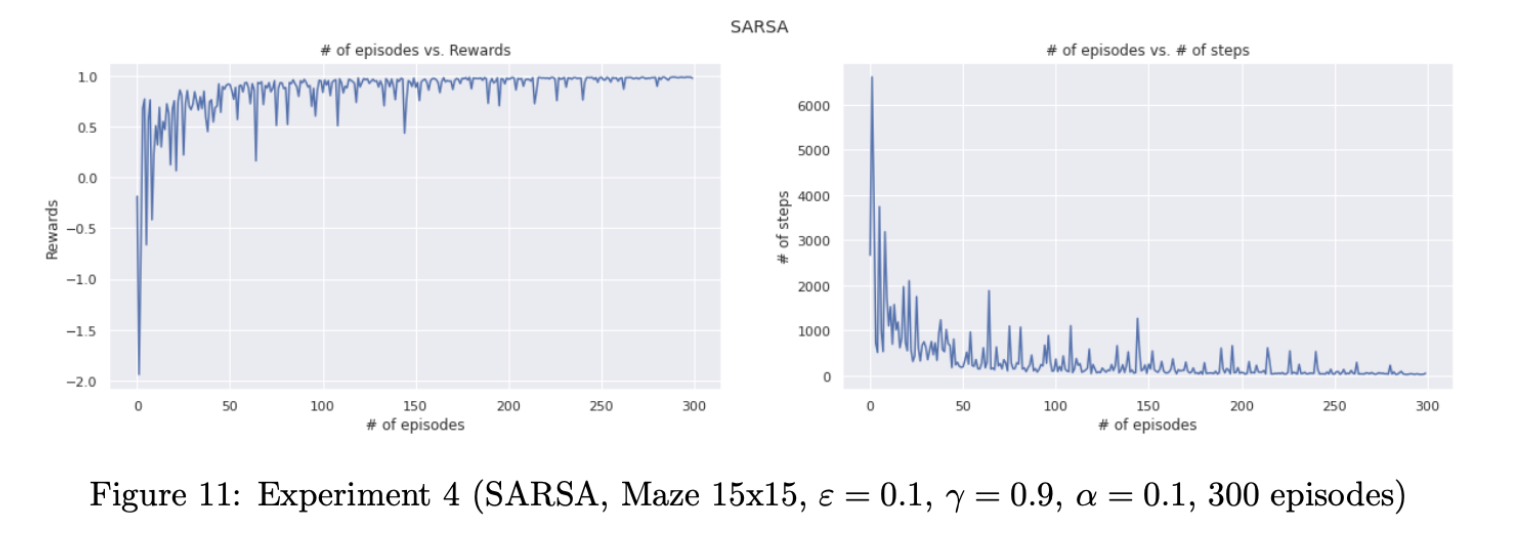 SARSA
# of episodes vs. Rewards
1.0
0.5
0.0
−0.5
−1.0
−1.5
−2.0
Rewards
0 50 100 150 200 250 300
# of episodes
# of episodes vs. # of steps
6000
5000
4000
3000
2000
1000
0
# of steps
0 50 100 150 200 250 300
# of episodes
Figure 11: Experiment 4 (SARSA, Maze 15x15, ε = 0.1, γ = 0.9, α = 0.1, 300 episodes)